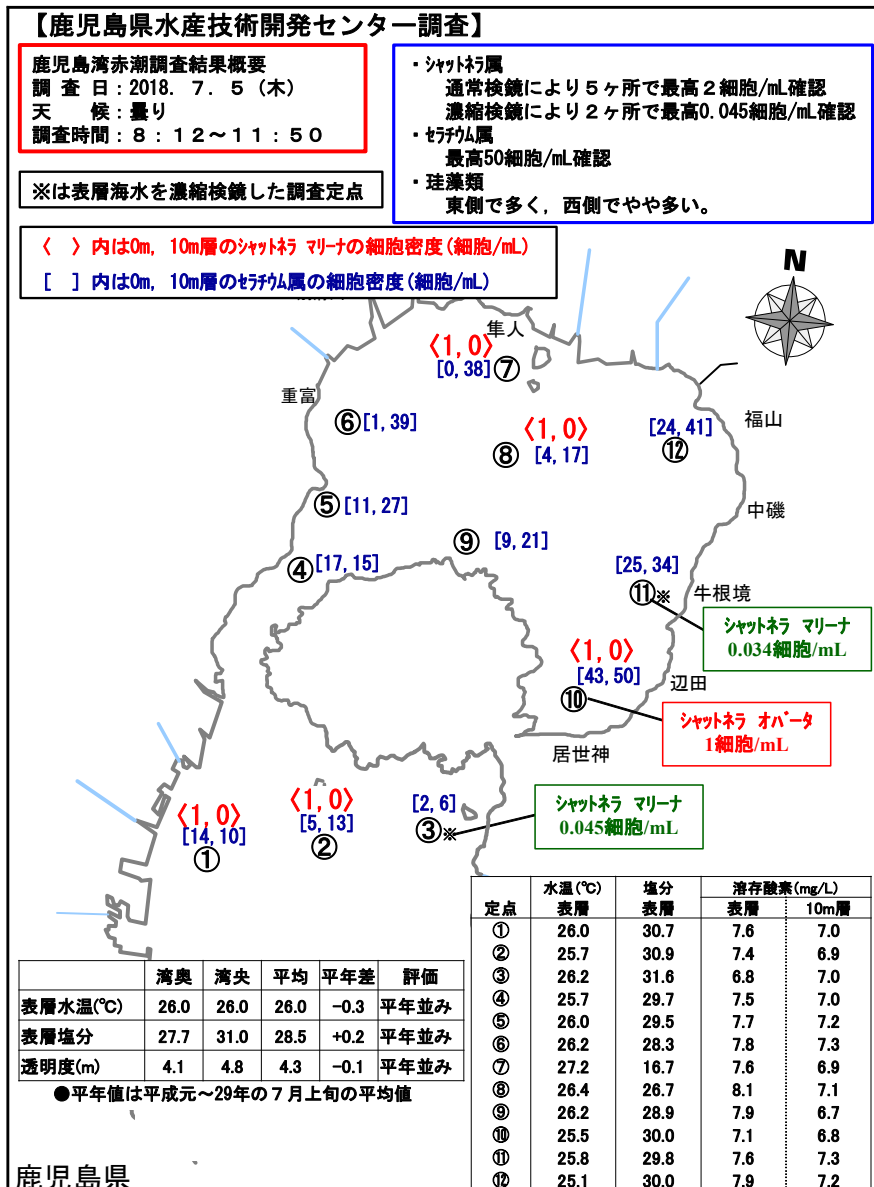 【鹿児島県水産技術開発センター調査】
鹿児島湾赤潮調査結果概要
調 査 日：2018. 7. 5 (木)
天 候：曇り
調査時間：8：12～11：50
・ｼｬｯﾄﾈﾗ属
通常検鏡により５ヶ所で最高２細胞/mL確認
濃縮検鏡により２ヶ所で最高0.045細胞/mL確認
・ｾﾗﾁｳﾑ属
最高50細胞/mL確認
・珪藻類
東側で多く，西側でやや多い。
※は表層海水を濃縮検鏡した調査定点
〈 〉内は0m, 10m層のｼｬｯﾄﾈﾗ ﾏﾘｰﾅの細胞密度(細胞/mL)
[ ] 内は0m, 10m層のｾﾗﾁｳﾑ属の細胞密度(細胞/mL)
N
隼人
〈1, 0〉
[0, 38] ⑦
重富
⑥ [1, 39]
〈1, 0〉
⑧ [4, 17]
[24, 41]
⑫
福山
⑤ [11, 27]
中磯
⑨ [9, 21]
④ [17, 15]
[25, 34]
⑪※
牛根境
ｼｬｯﾄﾈﾗ ﾏﾘｰﾅ
0.034細胞/mL
〈1, 0〉
[43, 50]
⑩
辺田
ｼｬｯﾄﾈﾗ ｵﾊﾞｰﾀ
1細胞/mL
居世神
〈1, 0〉
[14, 10]
①
〈1, 0〉
[5, 13]
②
[2, 6]
③※
ｼｬｯﾄﾈﾗ ﾏﾘｰﾅ
0.045細胞/mL
水温(℃) 塩分 溶存酸素(mg/L)
定点 表層 表層 表層 10m層
① 26.0 30.7 7.6 7.0
② 25.7 30.9 7.4 6.9
③ 26.2 31.6 6.8 7.0
④ 25.7 29.7 7.5 7.0
⑤ 26.0 29.5 7.7 7.2
⑥ 26.2 28.3 7.8 7.3
⑦ 27.2 16.7 7.6 6.9
⑧ 26.4 26.7 8.1 7.1
⑨ 26.2 28.9 7.9 6.7
⑩ 25.5 30.0 7.1 6.8
⑪ 25.8 29.8 7.6 7.3
⑫ 25.1 30.0 7.9 7.2
湾奥 湾央 平均 平年差 評価
表層水温(℃) 26.0 26.0 26.0 −0.3 平年並み
表層塩分 27.7 31.0 28.5 +0.2 平年並み
透明度(m) 4.1 4.8 4.3 −0.1 平年並み
●平年値は平成元～29年の７月上旬の平均値
鹿児島県